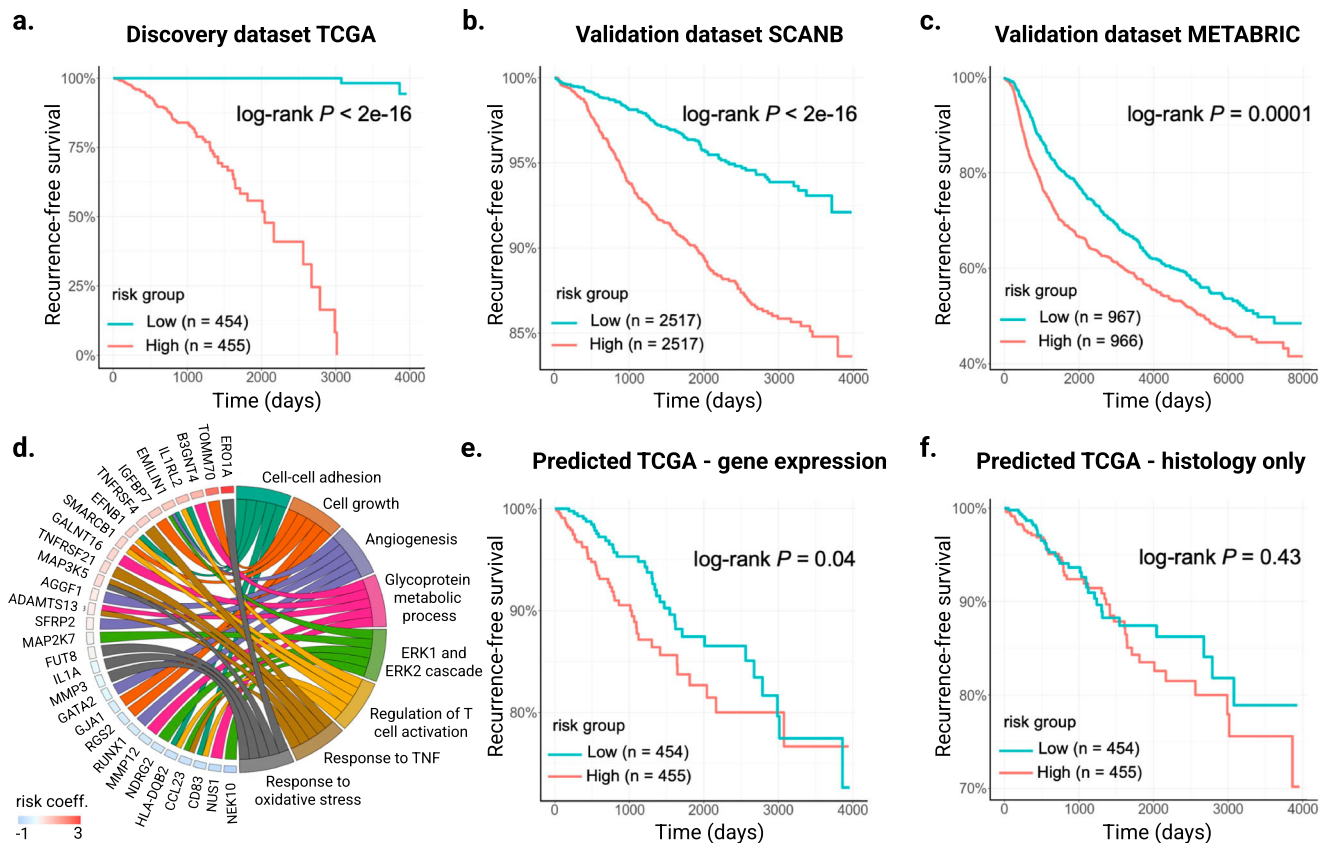 a.
Discovery dataset TCGA
Recurrence-free survival
100%
75%
50%
25%
0%
log-rank P < 2e-16
risk group
Low (n = 454)
High (n = 455)
0
1000
2000
3000
4000
Time (days)
b.
Validation dataset SCANB
Recurrence-free survival
100%
95%
90%
85%
log-rank P < 2e-16
risk group
Low (n = 2517)
High (n = 2517)
0
1000
2000
3000
4000
Time (days)
c.
Validation dataset METABRIC
Recurrence-free survival
100%
80%
60%
40%
log-rank P = 0.0001
risk group
Low (n = 967)
High (n = 966)
0
2000
4000
6000
8000
Time (days)
d.
ERO1A
TOMM70
B3GNT4
IL1RL2
EMILIN1
IGFBP7
TNFRSF4
EFNB1
SMARCB1
GALNT16
TNFRSF21
MAP3K5
AGGF1
ADAMTS13
SFRP2
MAP2K7
FUT8
IL1A
MMP3
GATA2
GJA1
RGS2
RUNX1
MMP12
NDRG2
HLA-DQB2
CCL23
CD83
NUS1
NEK10
Cell-cell adhesion
Cell growth
Angiogenesis
Glycoprotein
metabolic
process
ERK1 and
ERK2 cascade
Regulation of T
cell activation
Response to TNF
Response to
oxidative stress
risk coeff.
-1
3
e.
Predicted TCGA - gene expression
Recurrence-free survival
100%
90%
80%
log-rank P = 0.04
risk group
Low (n = 454)
High (n = 455)
0
1000
2000
3000
4000
Time (days)
f.
Predicted TCGA - histology only
Recurrence-free survival
100%
90%
80%
70%
log-rank P = 0.43
risk group
Low (n = 454)
High (n = 455)
0
1000
2000
3000
4000
Time (days)